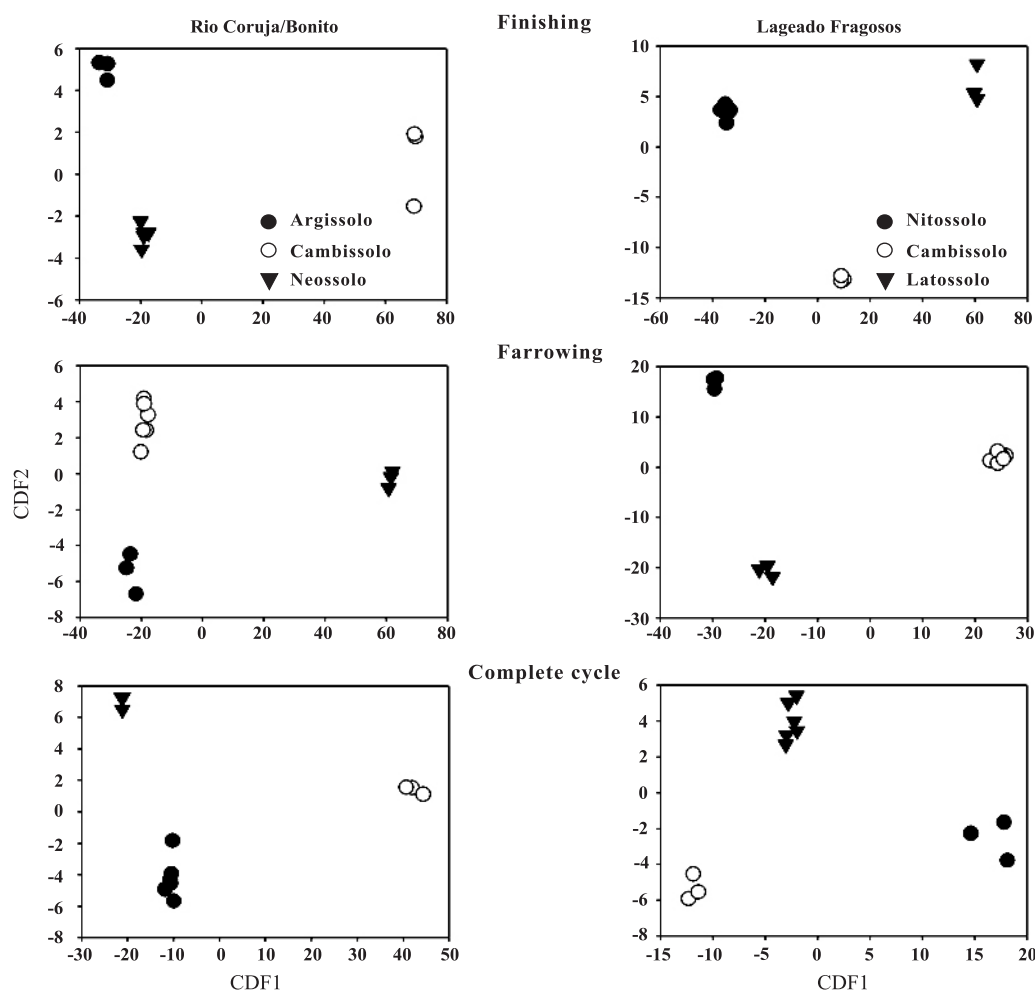 Rio Coruja/Bonito Finishing Lageado Fragosos
6
4
2
0
-2
-4
-6
-40 -20 0 20 40 60 80
Argissolo
Cambissolo
Neossolo
10
5
0
-5
-10
-15
-60 -40 -20 0 20 40 60 80
Nitossolo
Cambissolo
Latossolo
Farrowing
CDF2
6
4
2
0
-2
-4
-6
-8
-40 -20 0 20 40 60 80
20
10
0
-10
-20
-30
-40 -30 -20 -10 0 10 20 30
Complete cycle
8
6
4
2
0
-2
-4
-6
-8
-30 -20 -10 0 10 20 30 40 50
CDF1
6
4
2
0
-2
-4
-6
-8
-15 -10 -5 0 5 10 15 20
CDF1